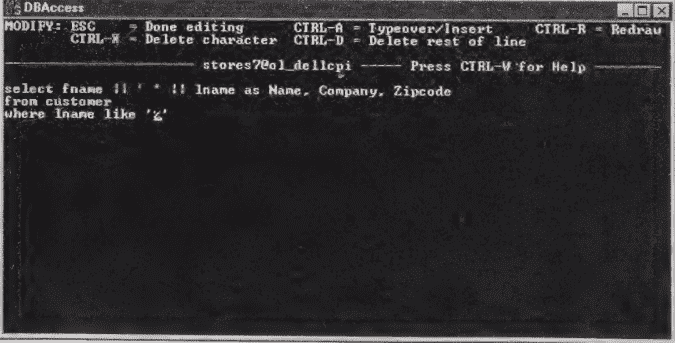 DBAccess
MODIFY: ESC = Done editing CTRL-A = Typeover/Insert CTRL-R = Redraw
CTRL-X = Delete character CTRL-D = Delete rest of line
stores7@ol_dellcpi Press CTRL-W for Help
select fname || ' ' || lname as Name, Company, Zipcode
from customer
where lname like